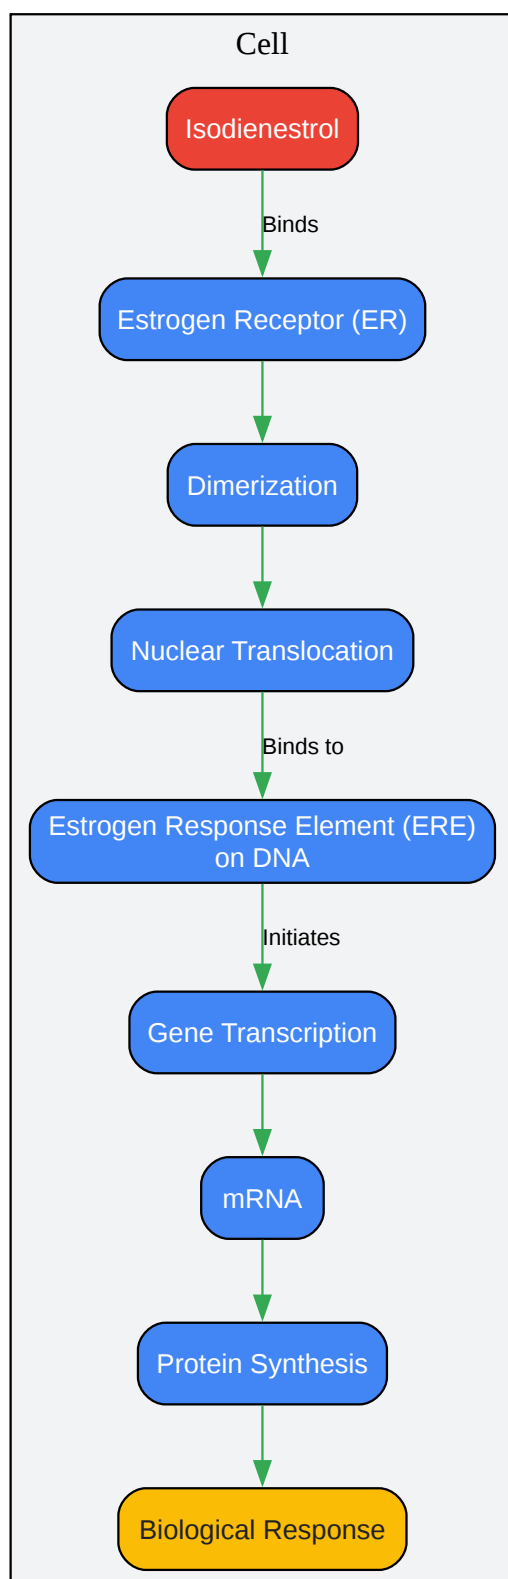 Cell
Isodienestrol
Binds
Estrogen Receptor (ER)
Dimerization
Nuclear Translocation
Binds to
Estrogen Response Element (ERE)
on DNA
Initiates
Gene Transcription
mRNA
Protein Synthesis
Biological Response